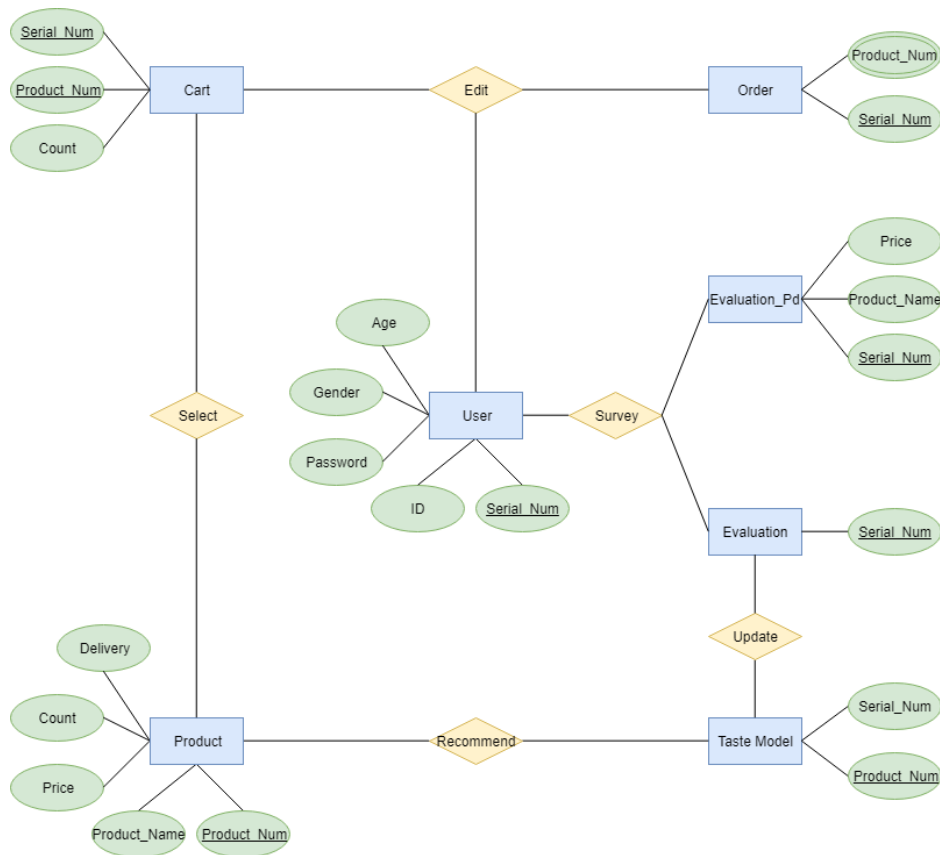 Serial_Num
Product_Num
Count
Cart
Edit
Order
Product_Num
Serial_Num
Price
Evaluation_Pd
Product_Name
Serial_Num
Age
Gender
Password
User
Survey
ID
Serial_Num
Select
Evaluation
Serial_Num
Update
Delivery
Count
Price
Product
Product_Name
Product_Num
Recommend
Taste Model
Serial_Num
Product_Num